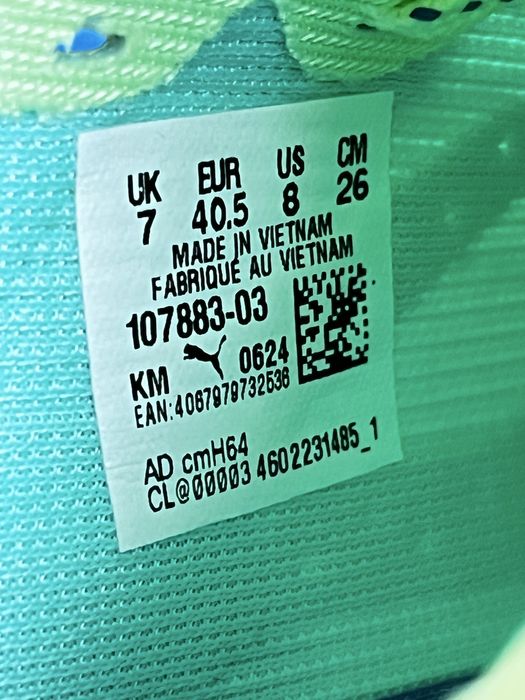 UK EUR US CM
7 40.5 8 26
MADE IN VIETNAM
FABRIQUÉ AU VIETNAM
107883-03
KM 0624
EAN:4067979732536
AD cmH64
CL@00003 4602231485_1